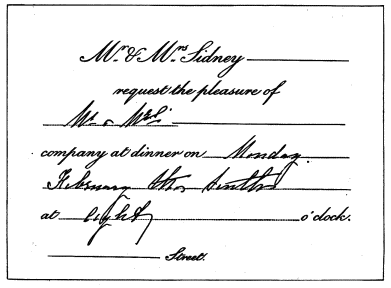 Mr. & Mrs. Sidney
request the pleasure of
Mr. & Mrs.
company at dinner on Monday
February the tenth
at eight o'clock.
Street.